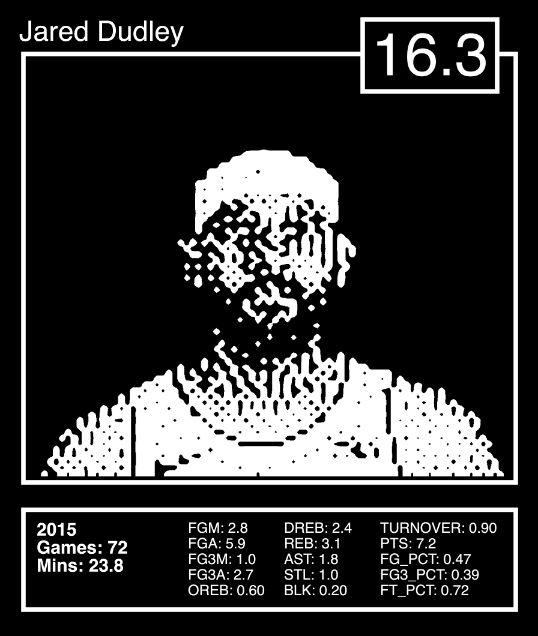 Jared Dudley
16.3
2015
Games: 72
Mins: 23.8
FGM: 2.8
FGA: 5.9
FG3M: 1.0
FG3A: 2.7
OREB: 0.60
DREB: 2.4
REB: 3.1
AST: 1.8
STL: 1.0
BLK: 0.20
TURNOVER: 0.90
PTS: 7.2
FG_PCT: 0.47
FG3_PCT: 0.39
FT_PCT: 0.72